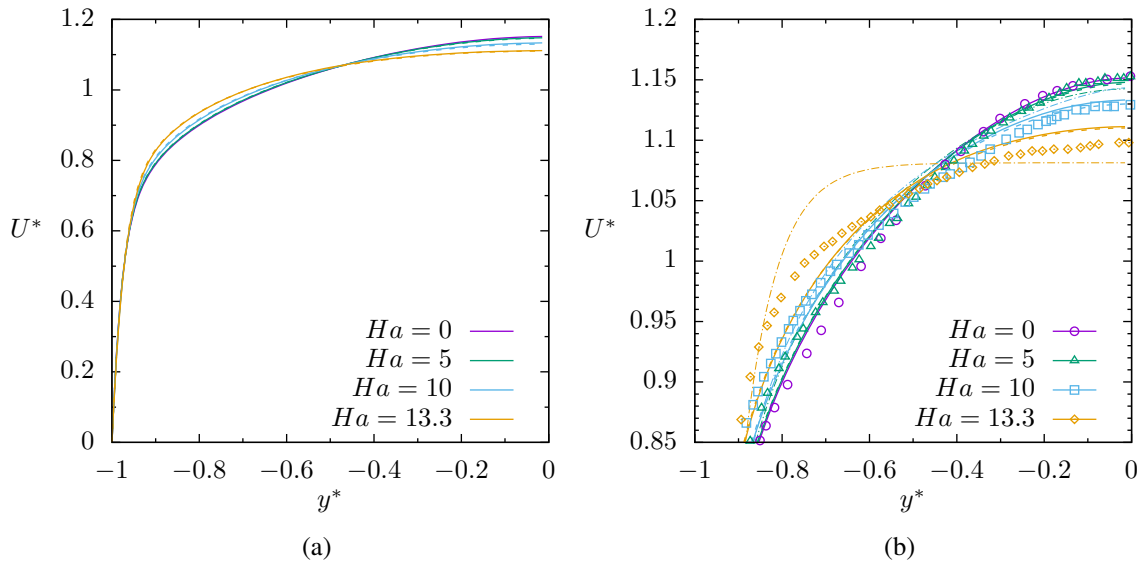 1.2
1
0.8
0.6
0.4
0.2
0
U*
−1 −0.8 −0.6 −0.4 −0.2 0
y*
Ha = 0
Ha = 5
Ha = 10
Ha = 13.3
(a)
1.2
1.15
1.1
1.05
1
0.95
0.9
0.85
U*
−1 −0.8 −0.6 −0.4 −0.2 0
y*
Ha = 0
Ha = 5
Ha = 10
Ha = 13.3
(b)